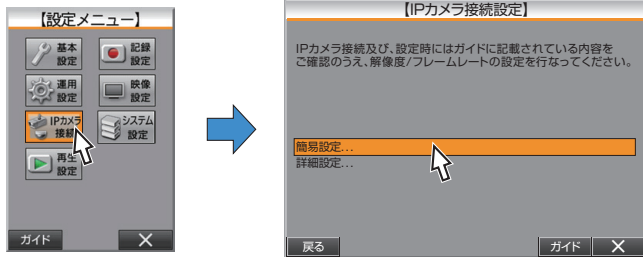 【設定メニュー】
基本
設定
記録
設定
運用
設定
映像
設定
IPカメラ
接続
システム
設定
再生
設定
ガイド
【IPカメラ接続設定】
IPカメラ接続及び、設定時にはガイドに記載されている内容を
ご確認のうえ、解像度/フレームレートの設定を行なってください。
簡易設定...
詳細設定...
戻る
ガイド